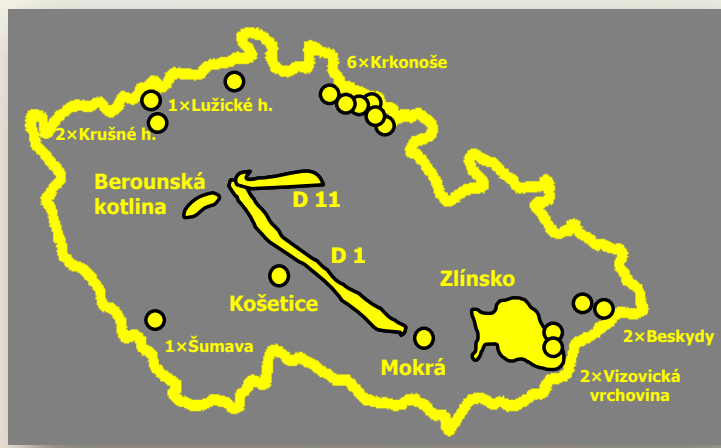 6×Krkonoše
1×Lužické h.
2×Krušné h.
Berounská
kotlina
D 11
D 1
Zlínsko
Košetice
2×Beskydy
1×Šumava
Mokrá
2×Vizovická
vrchovina